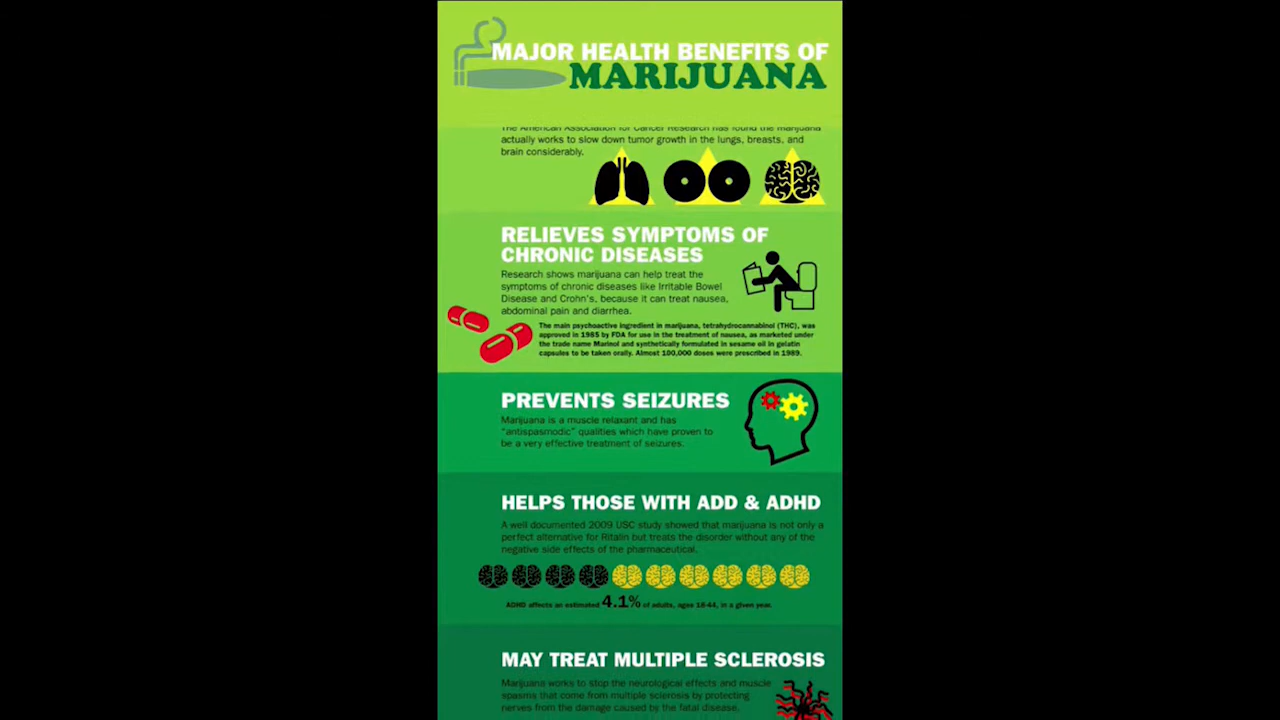 MAJOR HEALTH BENEFITS OF
MARIJUANA
The American Association for Cancer Research has found the marijuana
actually works to slow down tumor growth in the lungs, breasts, and
brain considerably.
RELIEVES SYMPTOMS OF
CHRONIC DISEASES
Research shows marijuana can help treat the
symptoms of chronic diseases like Irritable Bowel
Disease and Crohn's, because it can treat nausea,
abdominal pain and diarrhea.
The main psychoactive ingredient in marijuana, tetrahydrocannabinol (THC), was
approved in 1985 by FDA for use in the treatment of nausea, as marketed under
the trade name Marinol and synthetically formulated in sesame oil in gelatin
capsules to be taken orally. Almost 100,000 doses were proscribed in 1989.
PREVENTS SEIZURES
Marijuana is a muscle relaxant and has
"antispasmodic" qualities which have proven to
be a very effective treatment of seizures.
HELPS THOSE WITH ADD & ADHD
A well documented 2009 USC study showed that marijuana is not only a
perfect alternative for Ritalin but treats the disorder without any of the
negative side effects of the pharmaceutical.
ADHD affects an estimated 4.1% of adults, ages 18-44, in a given year.
MAY TREAT MULTIPLE SCLEROSIS
Marijuana works to stop the neurological effects and muscle
spasms that come from multiple sclerosis by protecting
nerves from the damage caused by the fatal disease.